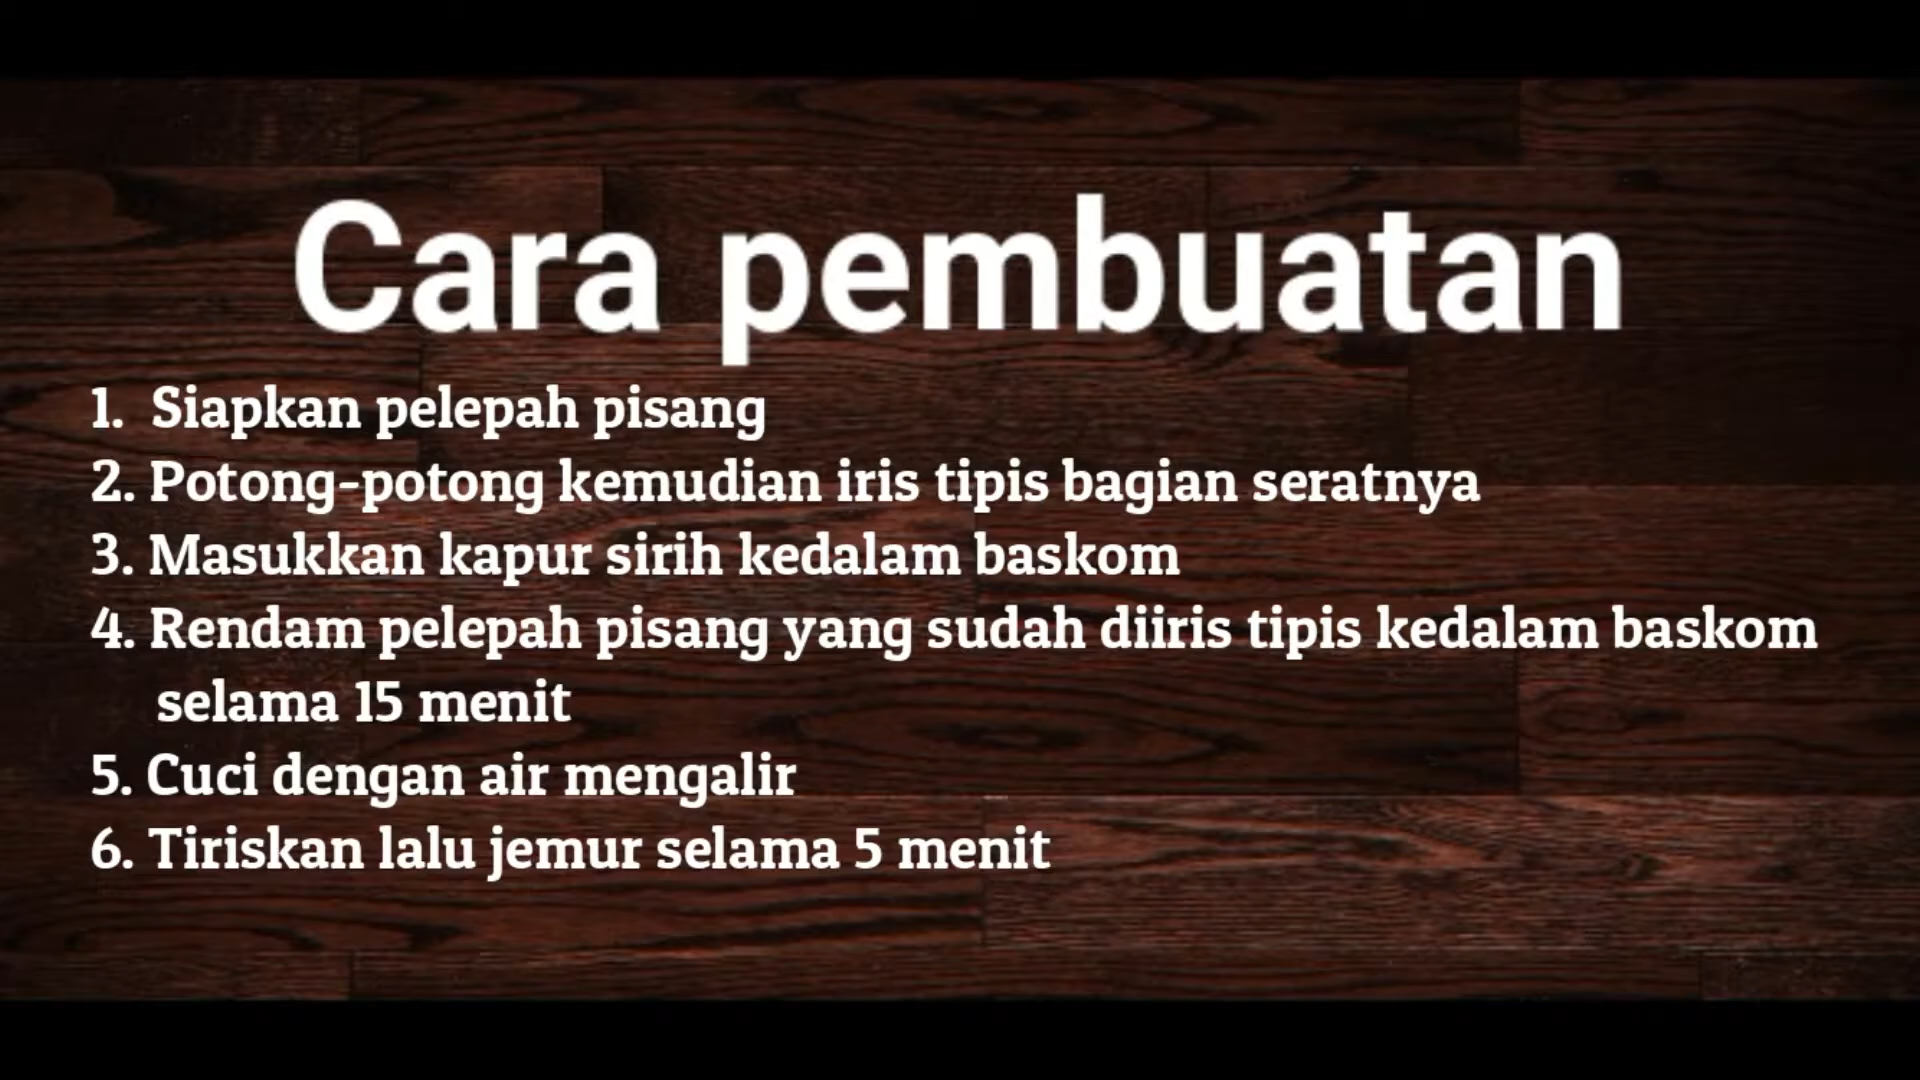 Cara pembuatan
1. Siapkan pelepah pisang
2. Potong-potong kemudian iris tipis bagian seratnya
3. Masukkan kapur sirih kedalam baskom
4. Rendam pelepah pisang yang sudah diiris tipis kedalam baskom
selama 15 menit
5. Cuci dengan air mengalir
6. Tiriskan lalu jemur selama 5 menit